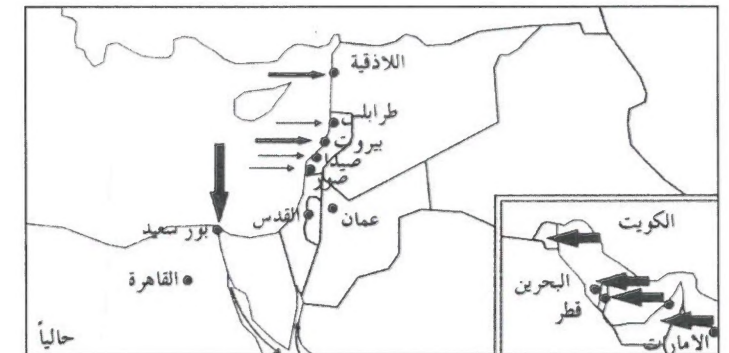 اللاذقية
طرابلس
بيروت
صيدا
صور
القدس
عمان
بور سعيد
القاهرة
حالياً
الكويت
البحرين
قطر
الامارات